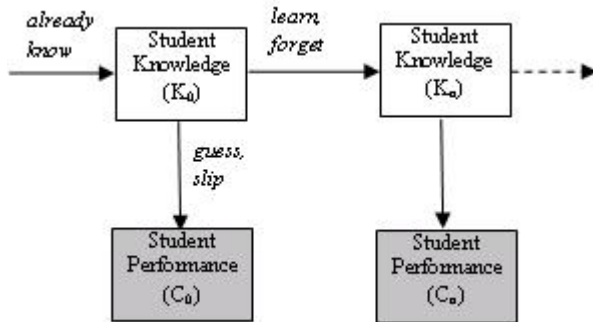 already
know
Student
Knowledge
(K₀)
learn,
forget
Student
Knowledge
(Kₙ)
guess,
slip
Student
Performance
(C₀)
Student
Performance
(Cₙ)